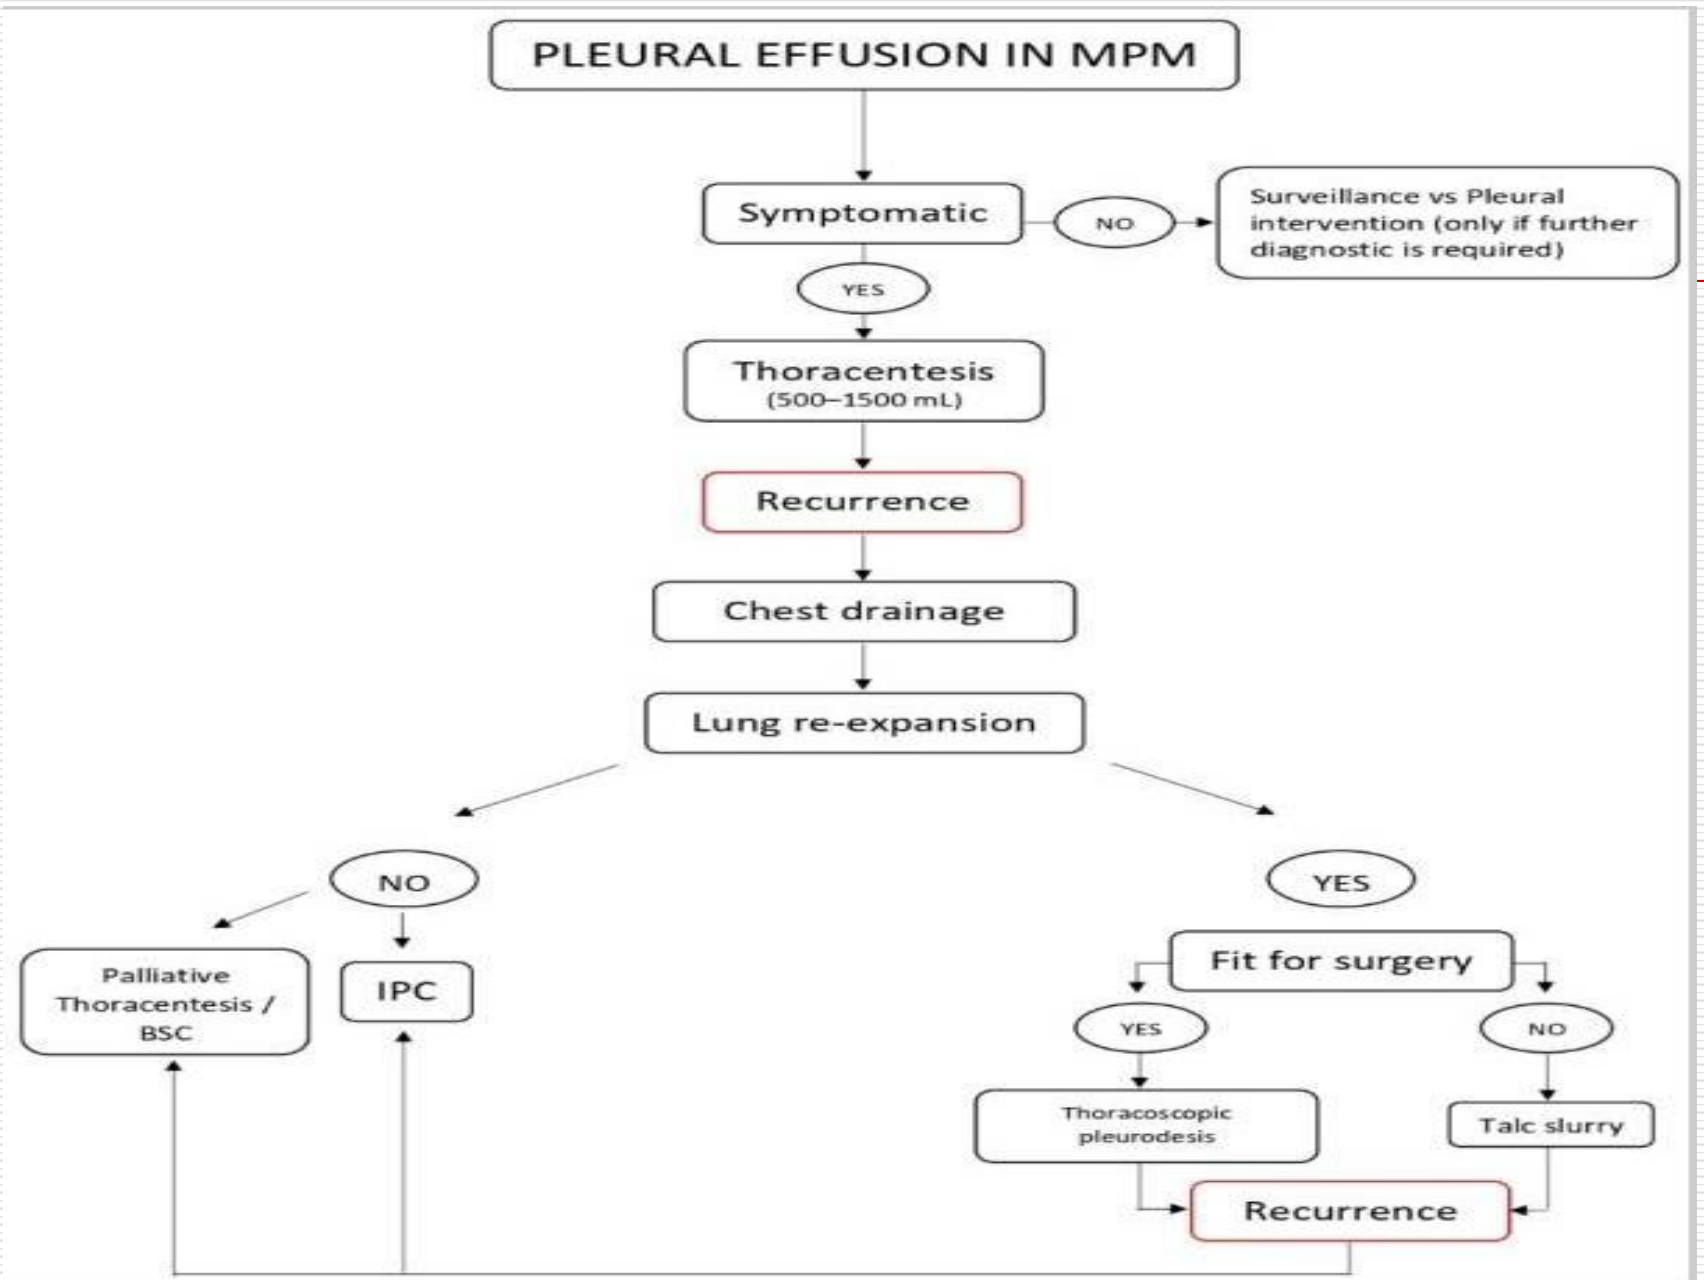 PLEURAL EFFUSION IN MPM
Symptomatic
NO
Surveillance vs Pleural
intervention (only if further
diagnostic is required)
YES
Thoracentesis
(500–1500 mL)
Recurrence
Chest drainage
Lung re-expansion
NO
YES
Palliative
Thoracentesis /
BSC
IPC
Fit for surgery
YES
NO
Thoracoscopic
pleurodesis
Talc slurry
Recurrence